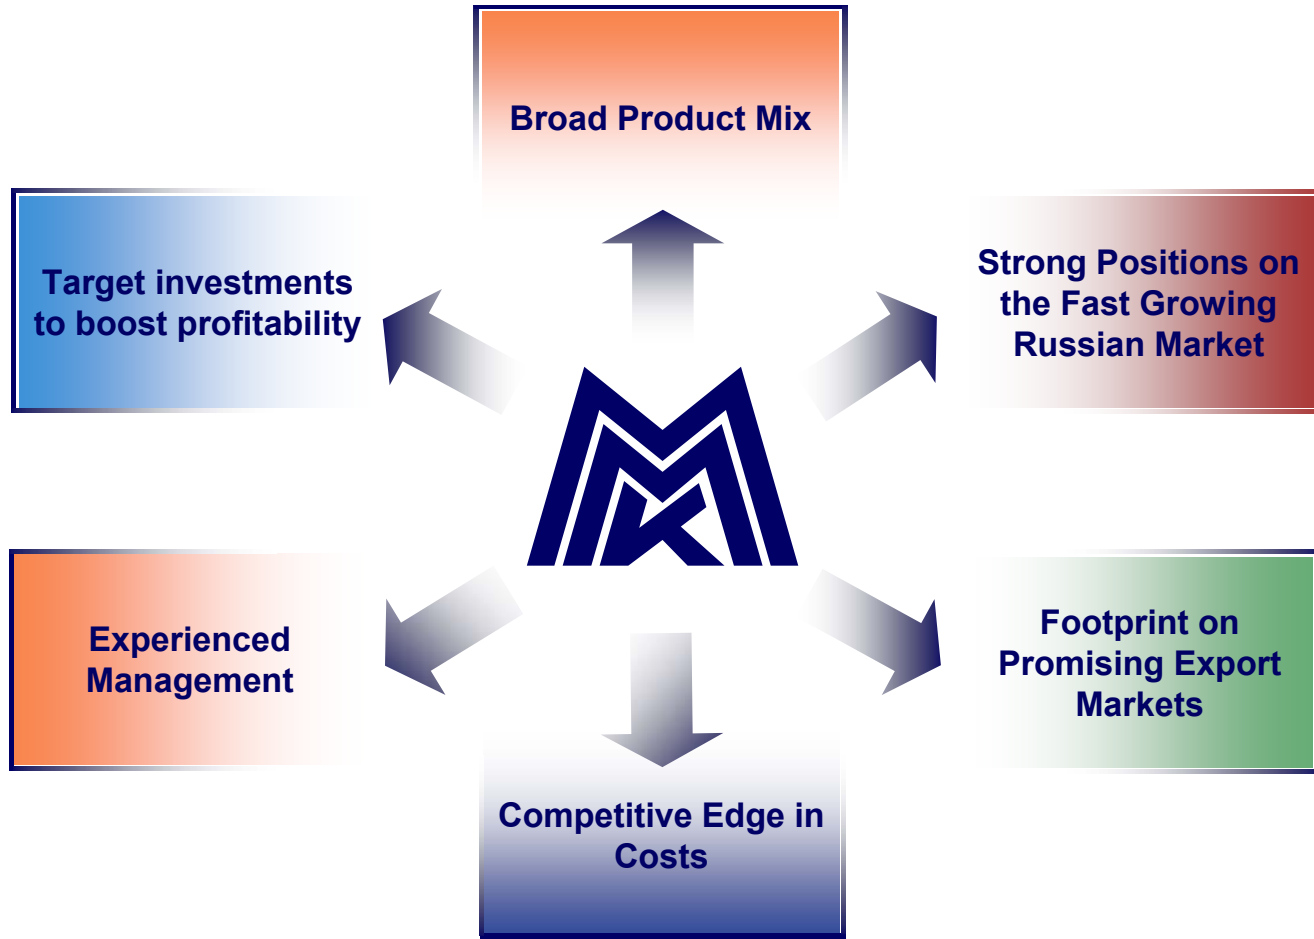 Broad Product Mix
Target investments
to boost profitability
Strong Positions on
the Fast Growing
Russian Market
MMK
Experienced
Management
Footprint on
Promising Export
Markets
Competitive Edge in
Costs